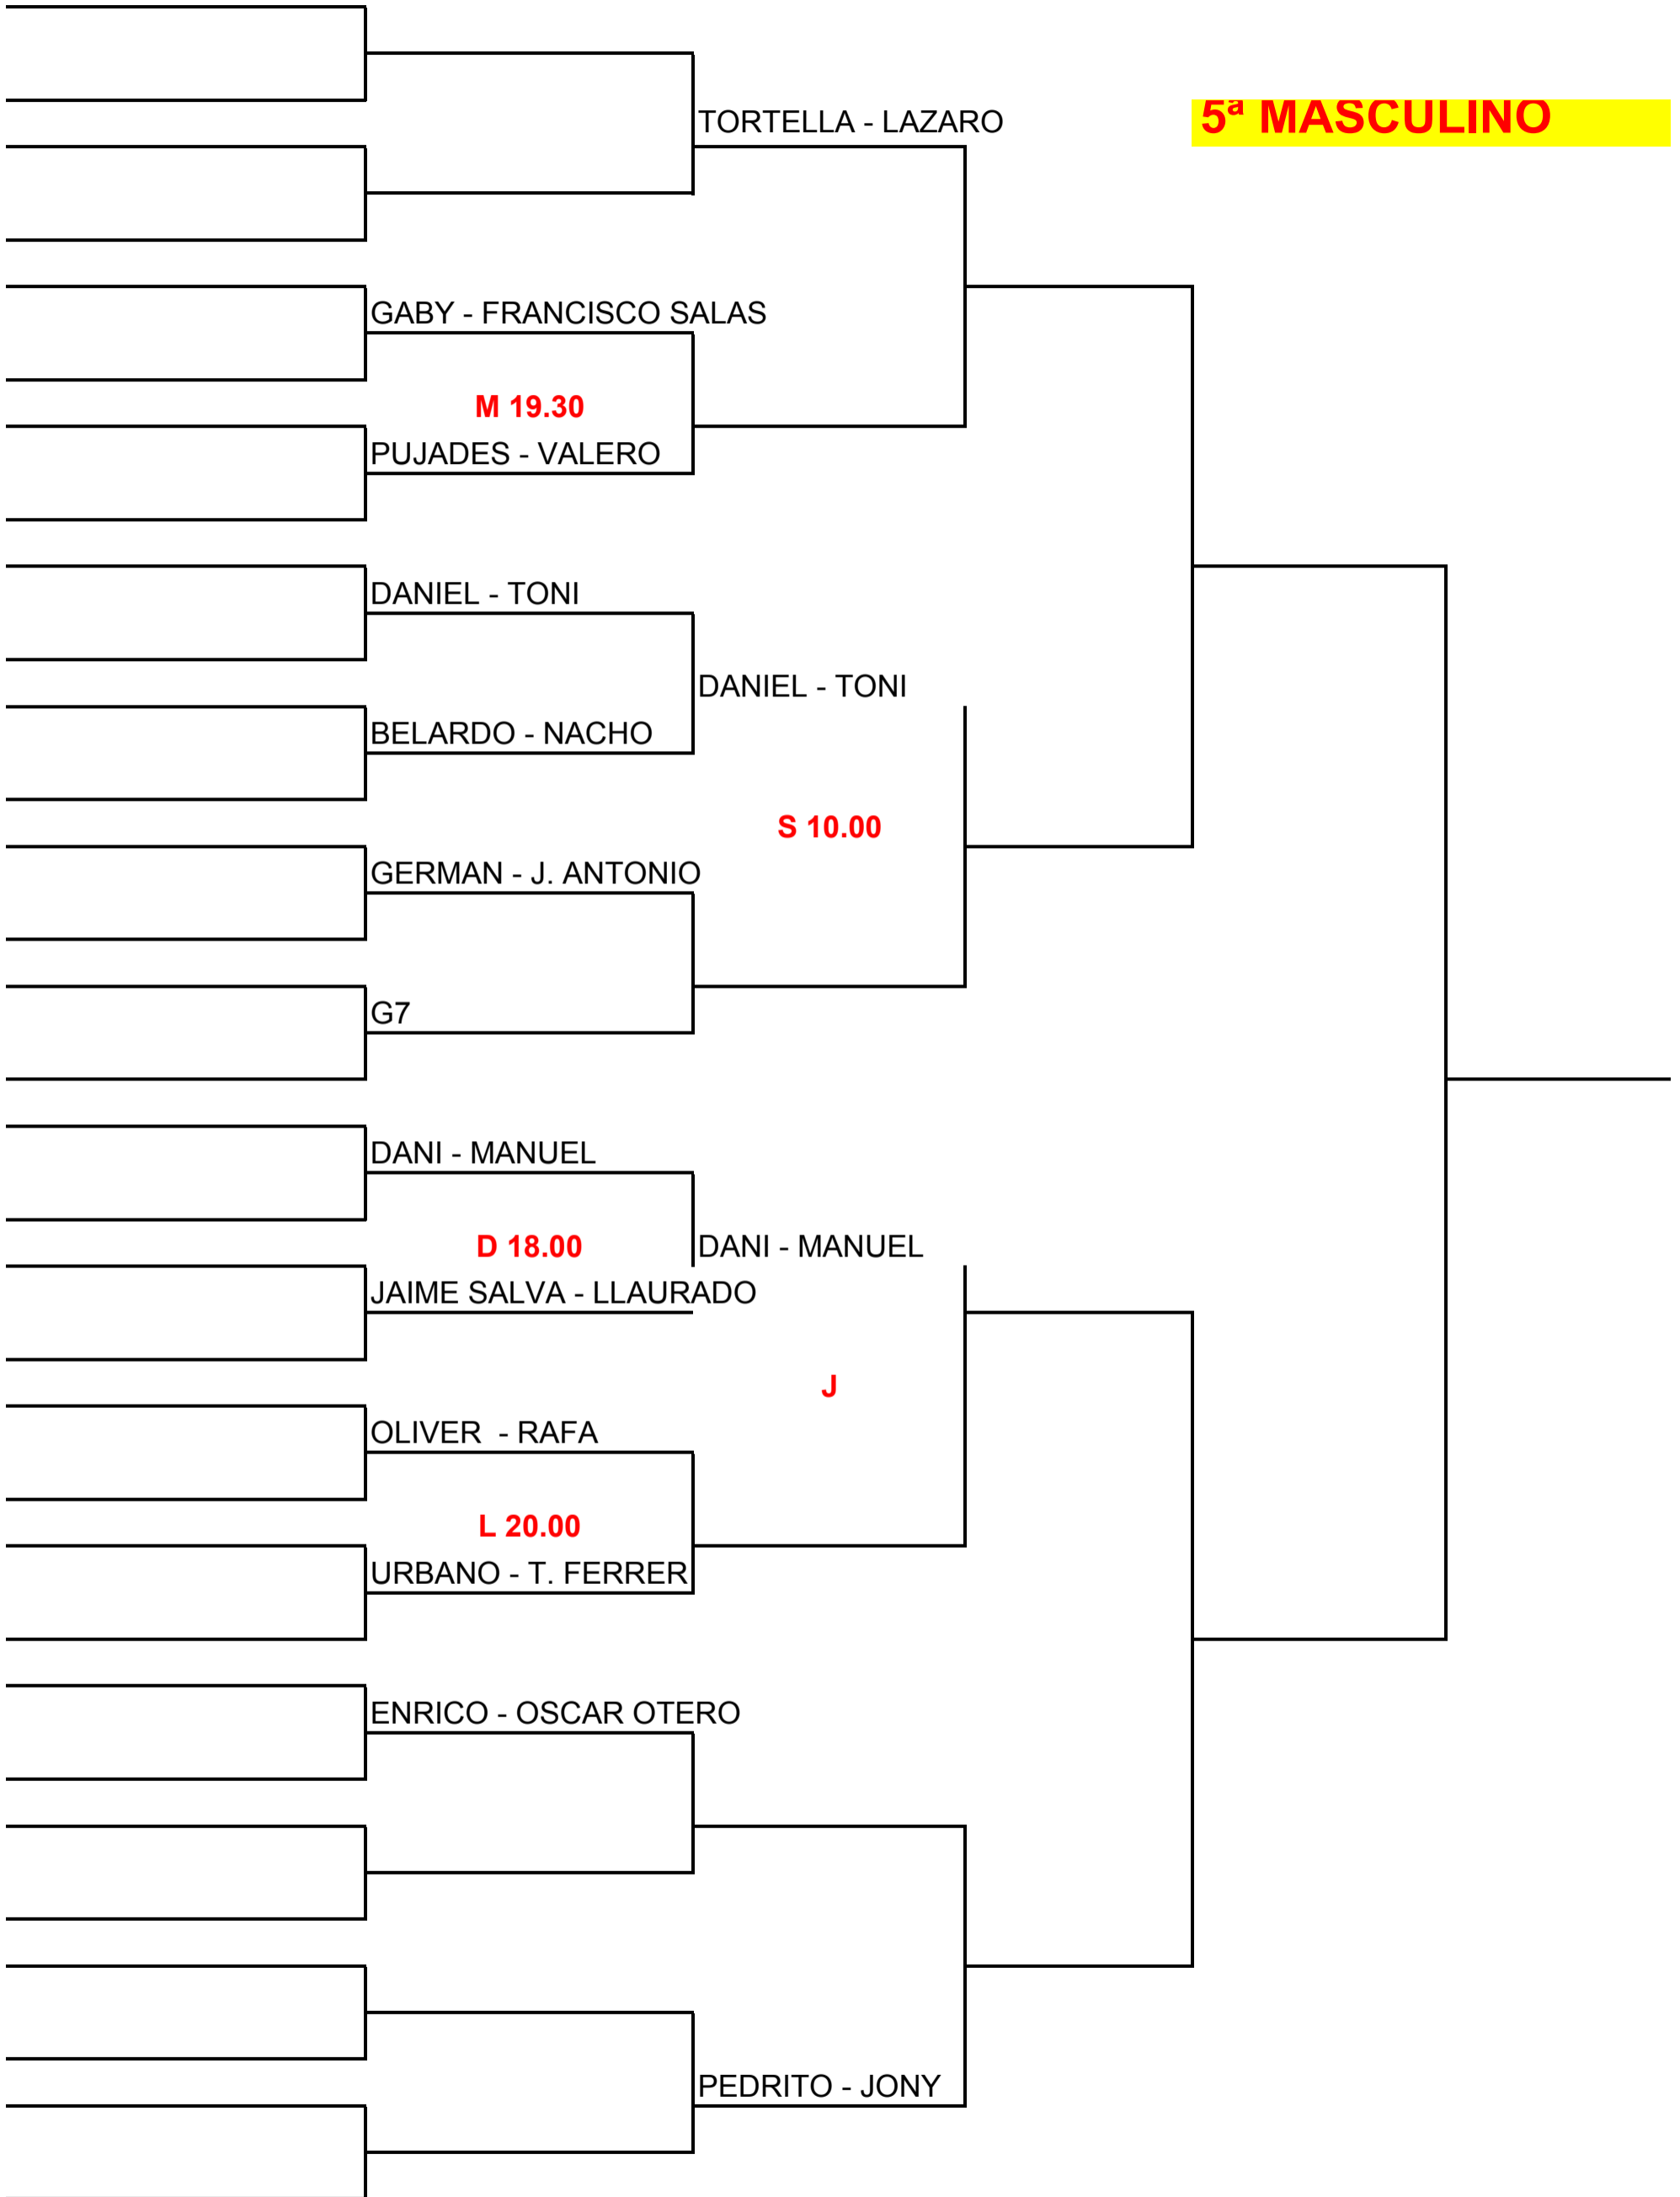 TORTELLA - LAZARO
5ª MASCULINO
GABY - FRANCISCO SALAS
M 19.30
PUJADES - VALERO
DANIEL - TONI
DANIEL - TONI
BELARDO - NACHO
S 10.00
GERMAN - J. ANTONIO
G7
DANI - MANUEL
D 18.00
DANI - MANUEL
JAIME SALVA - LLAURADO
J
OLIVER  - RAFA
L 20.00
URBANO - T. FERRER
ENRICO - OSCAR OTERO
PEDRITO - JONY